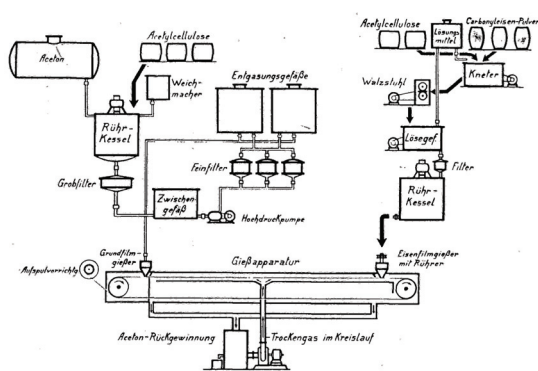 Acetylcellulose
Aceton
Weich-
macher
Rühr-
Kessel
Grobfilter
Entgasungsgefäße
Feinfilter
Zwischen-
gefäß
Hochdruckpumpe
Acetylcellulose
Lösungs
mittel
Carbonyleisen-Pulver
Kneter
Walzstuhl
Lösegef.
Filter
Rühr-
Kessel
Grundfilm-
gießer
Gießapparatur
Eisenfilmgießer
mit Rührer
Aufspulvorrichtg
Aceton-Rückgewinnung
Trockengas im Kreislauf